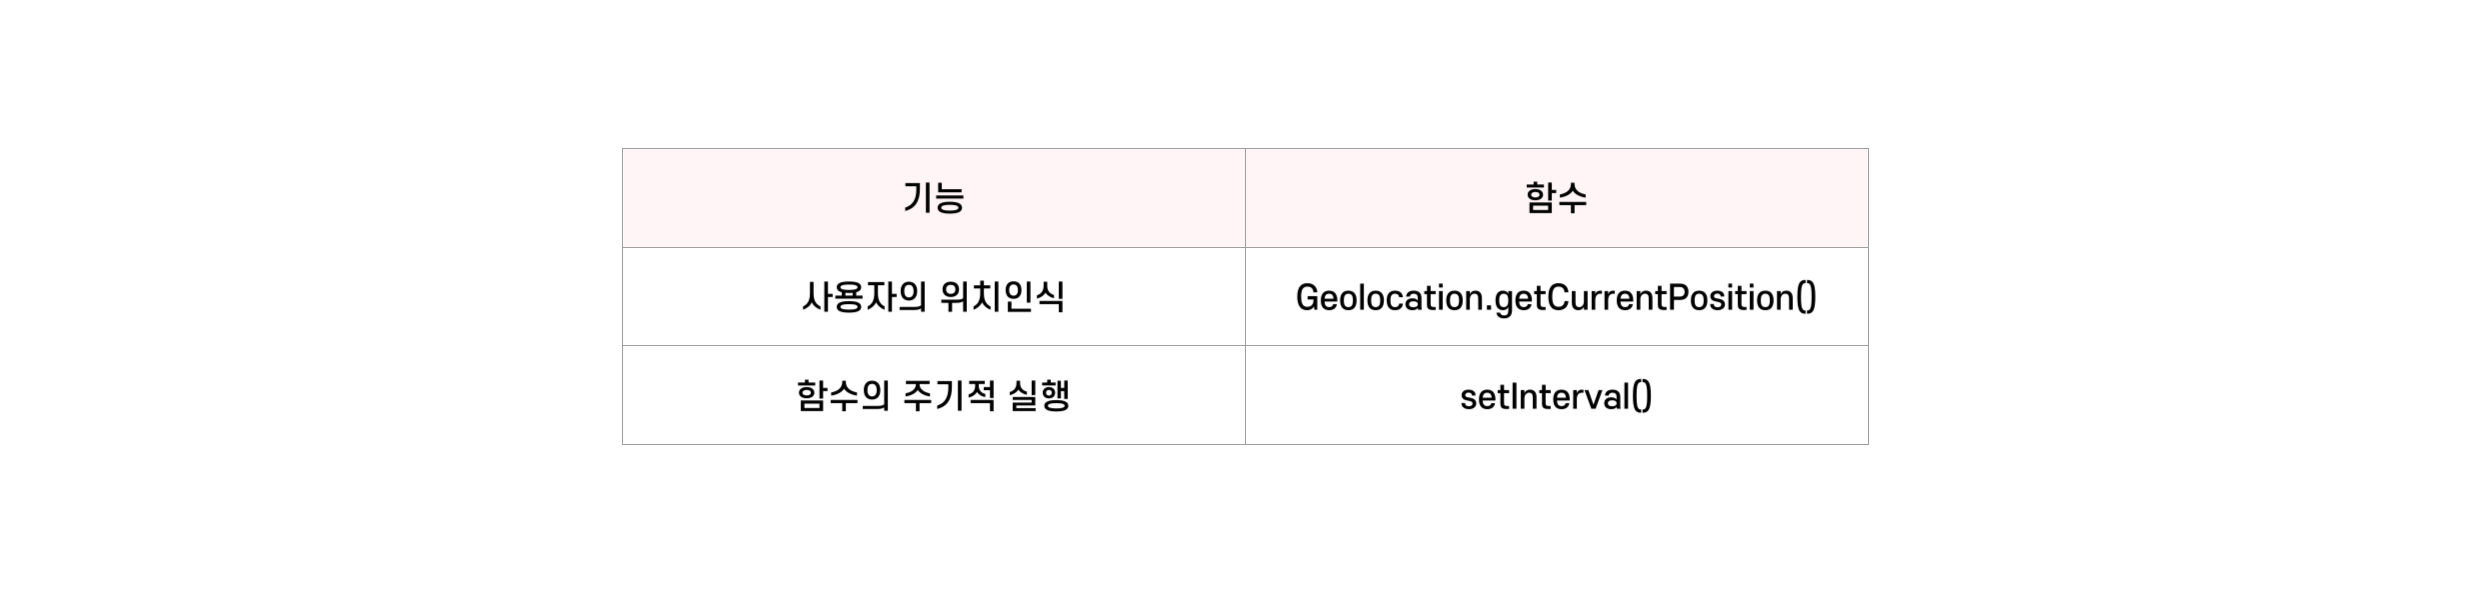 기능
함수
사용자의 위치인식
Geolocation.getCurrentPosition()
함수의 주기적 실행
setInterval()